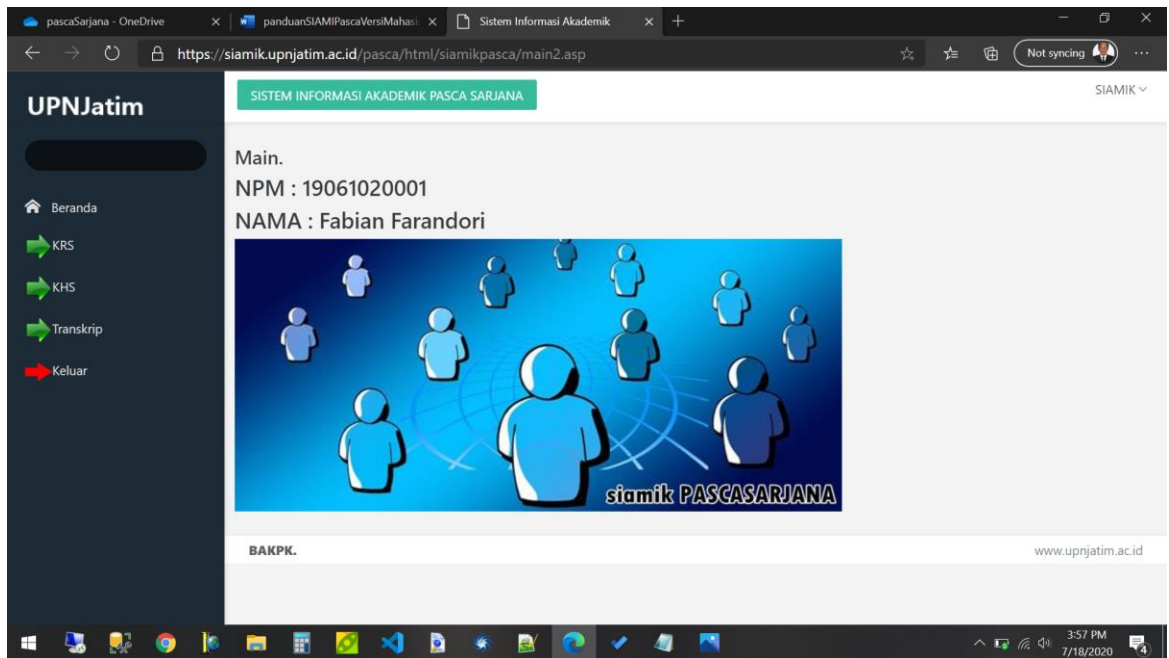 pascaSarjana - OneDrive
panduanSIAMIPascaVersiMahasi
Sistem Informasi Akademik
https://siamik.upnjatim.ac.id/pasca/html/siamikpasca/main2.asp
Not syncing
UPNJatim
SISTEM INFORMASI AKADEMIK PASCA SARJANA
SIAMIK
Main.
NPM : 19061020001
NAMA : Fabian Farandori
Beranda
KRS
KHS
Transkrip
Keluar
siamik PASCASARJANA
BAKPK.
www.upnjatim.ac.id
3:57 PM
7/18/2020
4